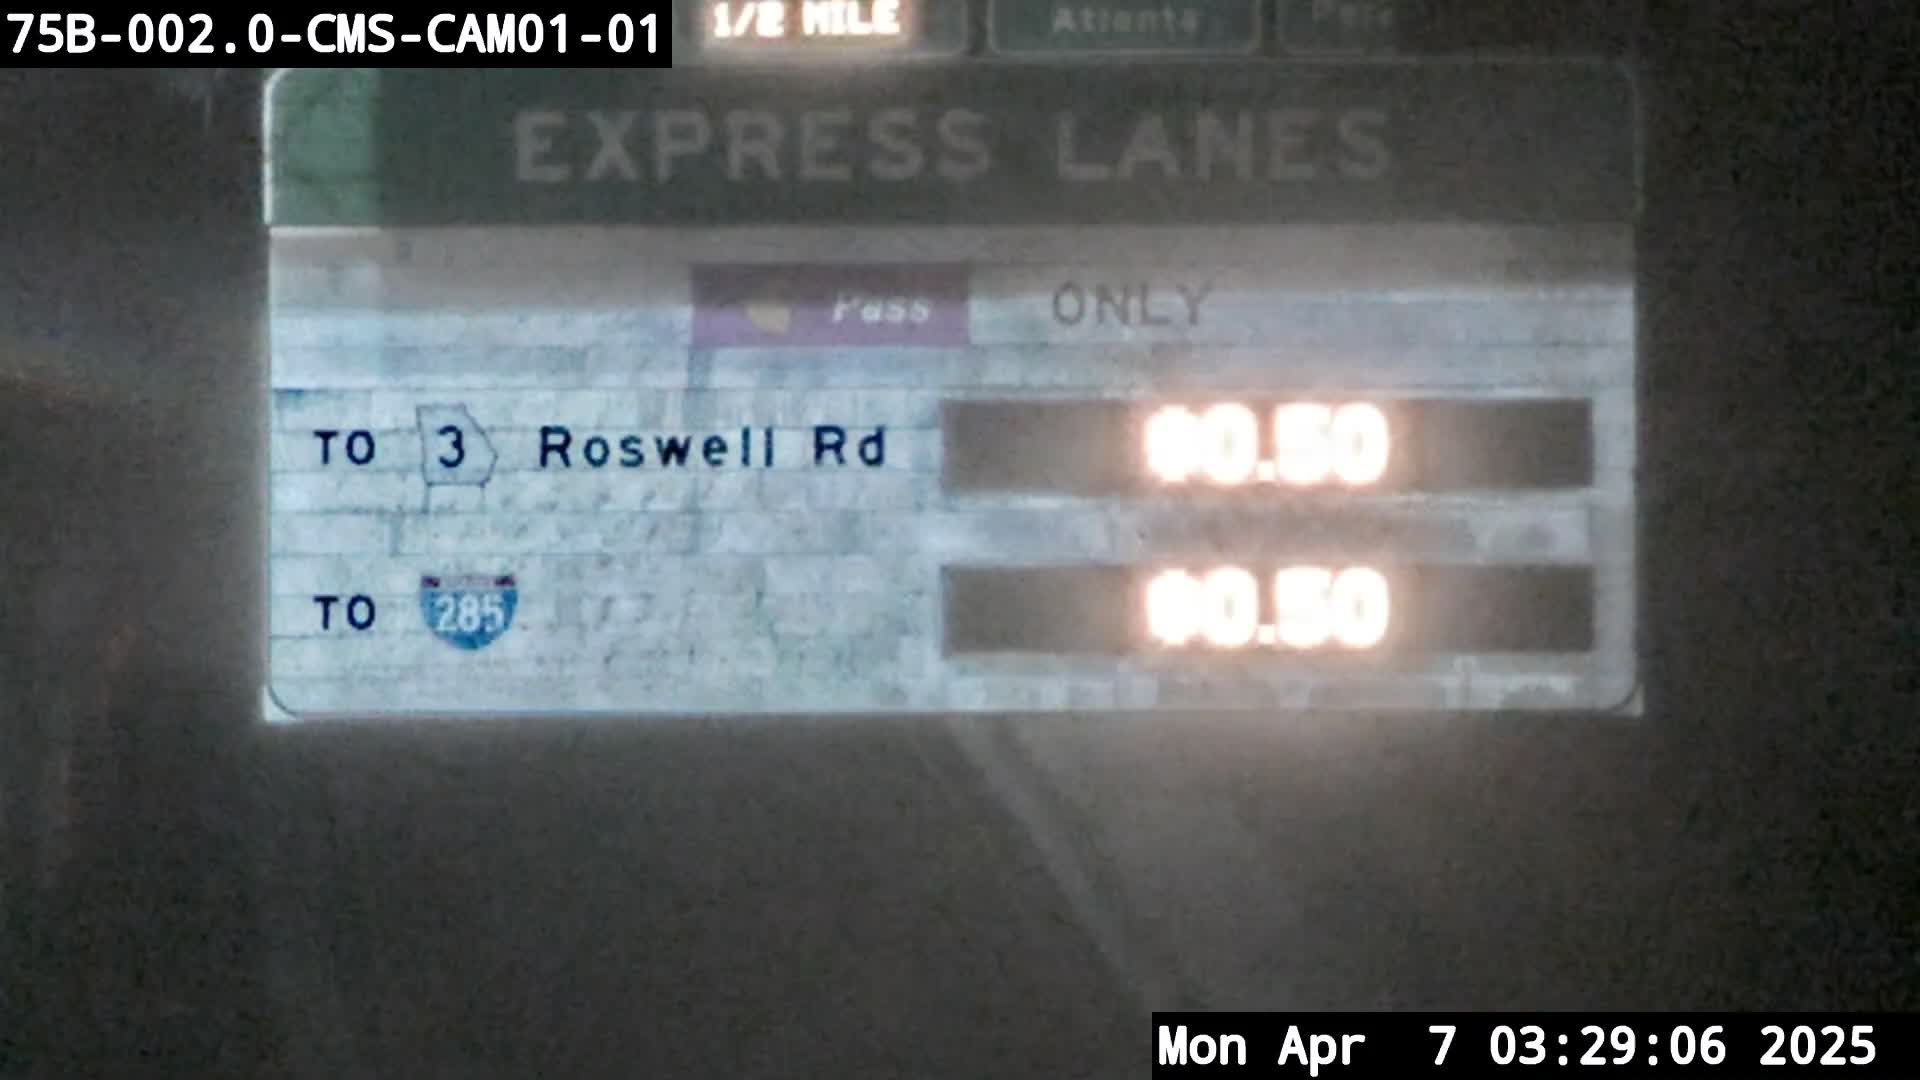 75B-002.0-CMS-CAM01-01
1/2 MILE
Atlanta
EXPRESS LANES
Pass ONLY
TO 3 Roswell Rd $0.50
TO 285 $0.50
Mon Apr 7 03:29:06 2025